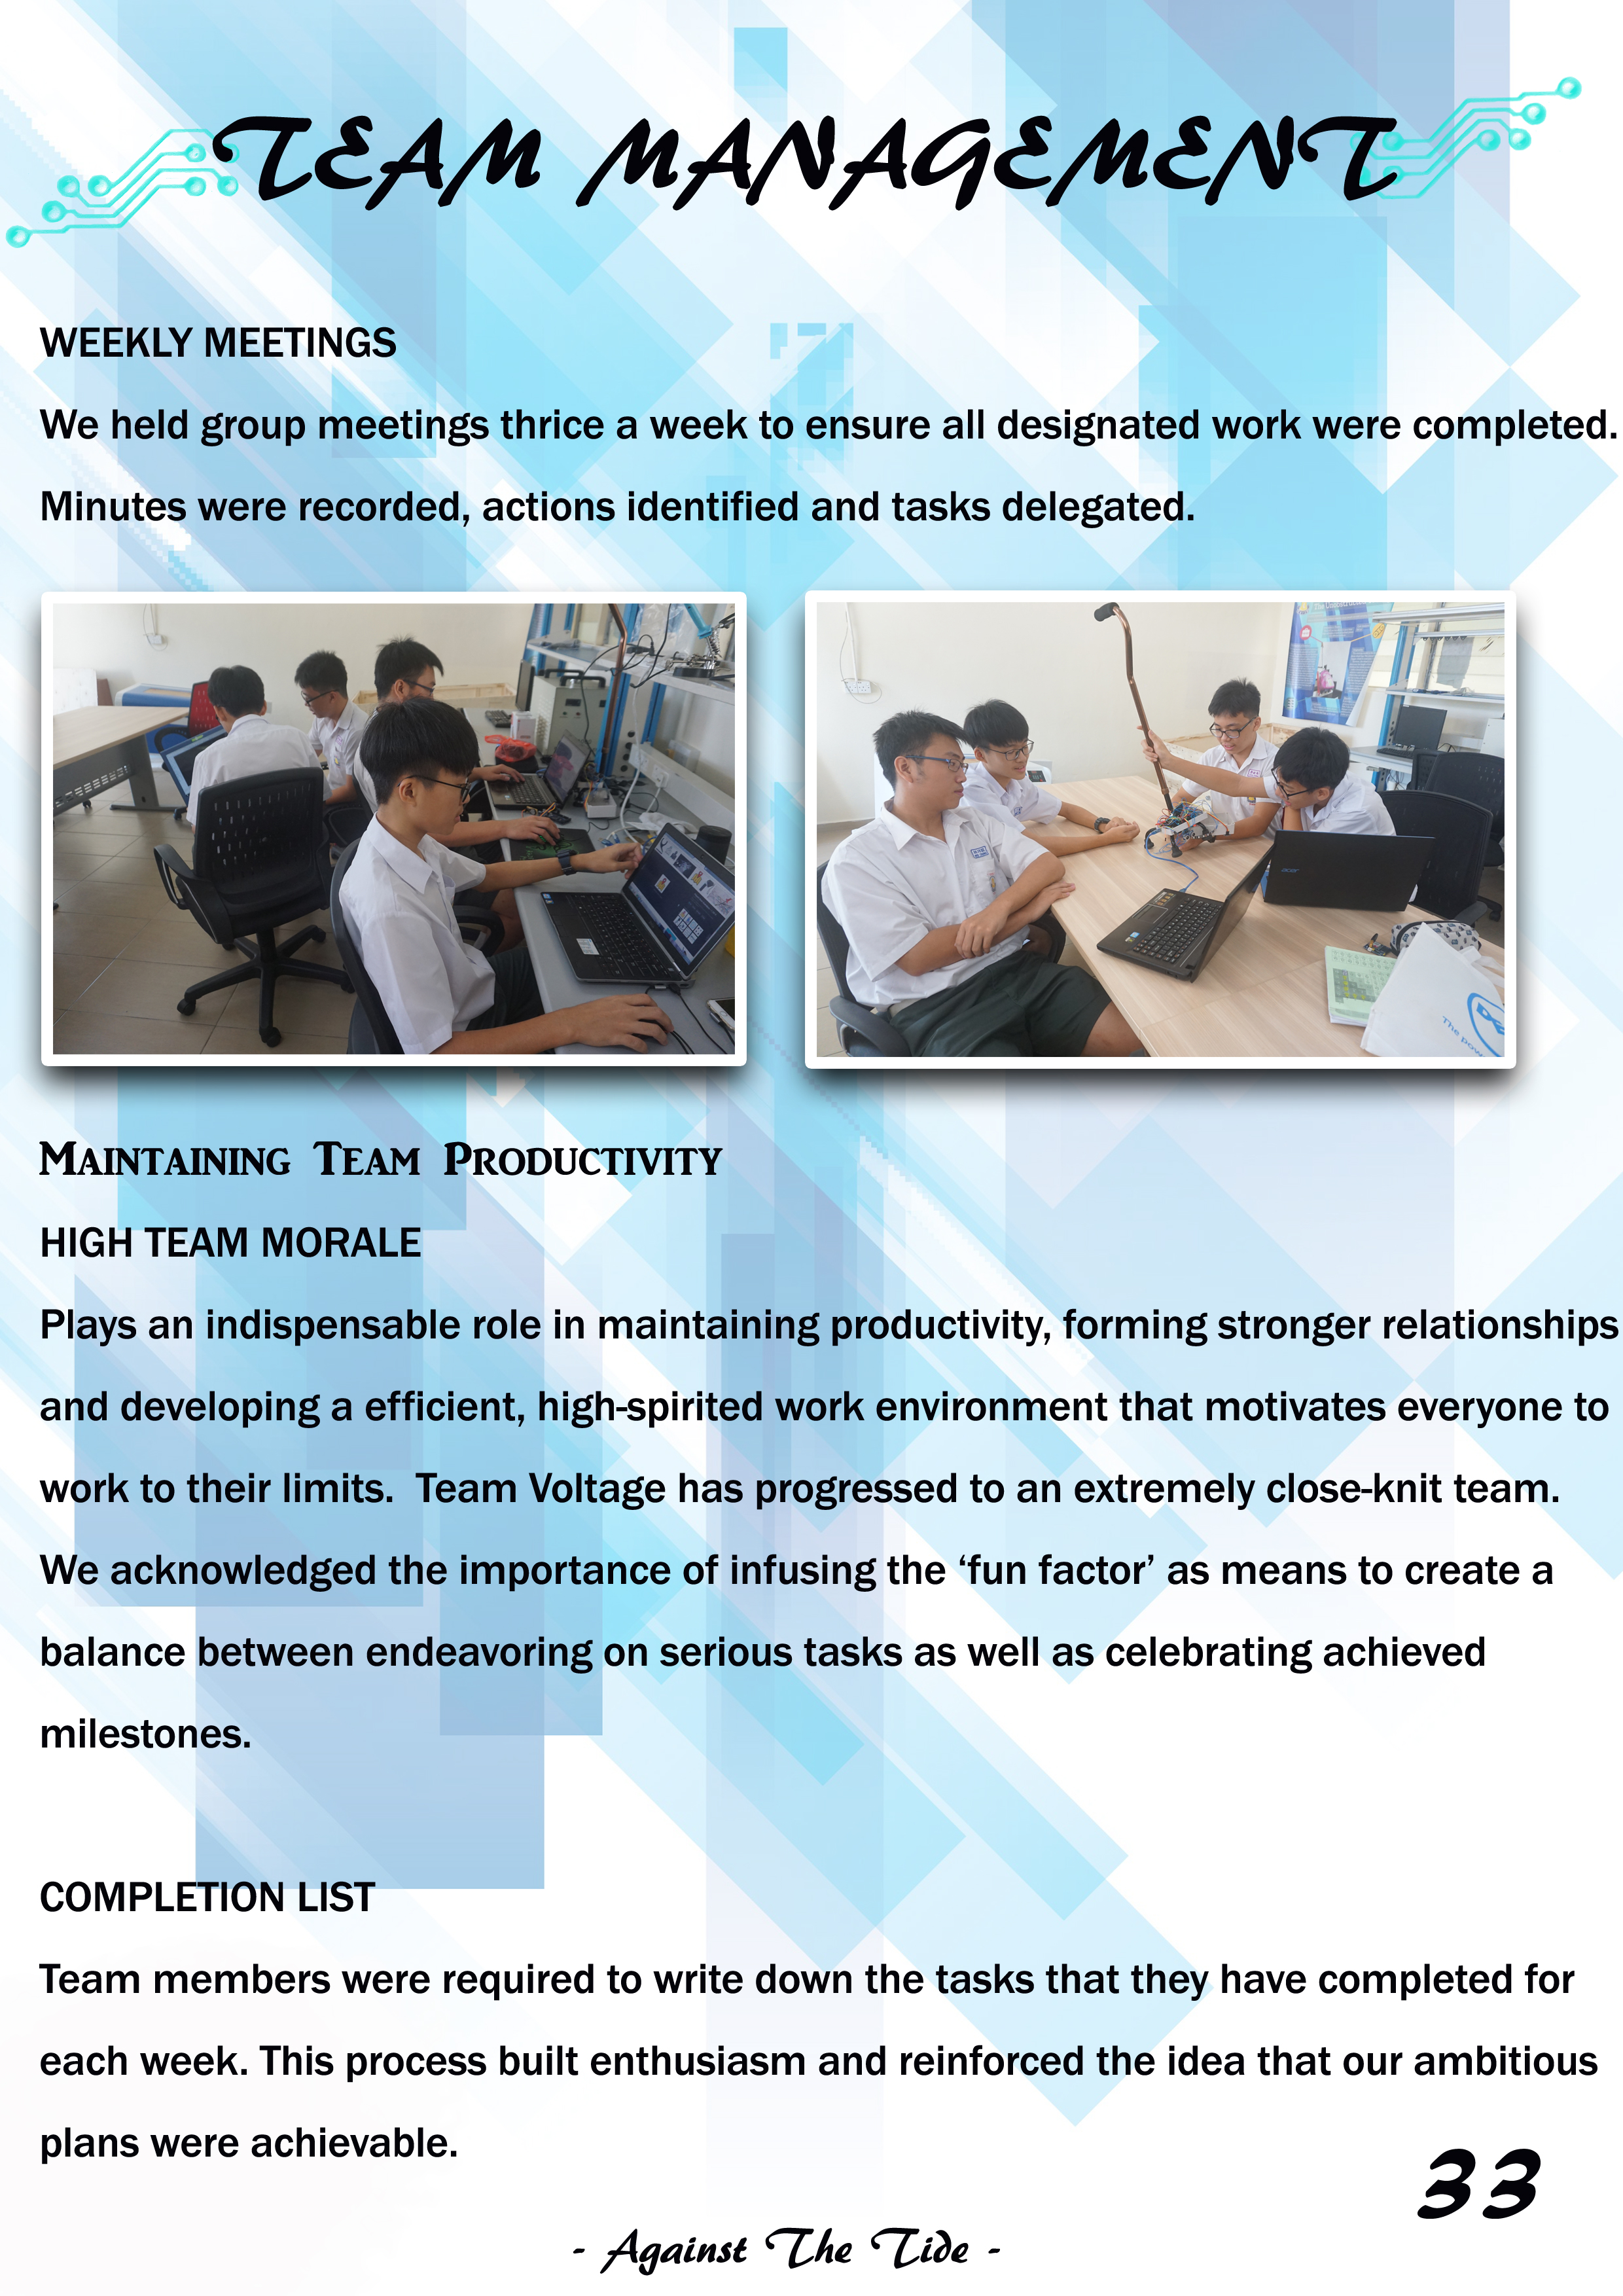 TEAM MANAGEMENT
WEEKLY MEETINGS
We held group meetings thrice a week to ensure all designated work were completed.
Minutes were recorded, actions identified and tasks delegated.
acer
The pow
MAINTAINING TEAM PRODUCTIVITY
HIGH TEAM MORALE
Plays an indispensable role in maintaining productivity, forming stronger relationships
and developing a efficient, high-spirited work environment that motivates everyone to
work to their limits.  Team Voltage has progressed to an extremely close-knit team.
We acknowledged the importance of infusing the ‘fun factor’ as means to create a
balance between endeavoring on serious tasks as well as celebrating achieved
milestones.
COMPLETION LIST
Team members were required to write down the tasks that they have completed for
each week. This process built enthusiasm and reinforced the idea that our ambitious
plans were achievable.
33
- Against The Tide -